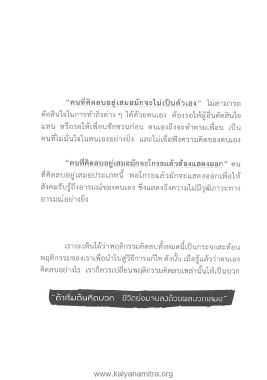 "คนที่คิดลบอยู่เสมอมักจะไม่เป็นตัวเอง" ไม่สามารถ
ตัดสินใจในการทำสิ่งต่าง ๆ ได้ด้วยตนเอง ต้องรอให้ผู้อื่นตัดสินใจ
แทน หรือรอให้เพื่อนชักชวนก่อน ตนเองถึงจะทำตามเพื่อน เป็น
คนที่ไม่มั่นใจในตนเองอย่างยิ่ง และไม่เชื่อฟังความคิดของตนเอง
"คนที่คิดลบอยู่เสมอมักจะโกรธแล้วต้องแสดงออก" คน
ที่คิดลบอยู่เสมอประเภทนี้ พอโกรธแล้วมักจะแสดงออกเพื่อให้
สังคมรับรู้ถึงอารมณ์ของตนเอง ซึ่งแสดงถึงความไม่มีวุฒิภาวะทาง
อารมณ์อย่างยิ่ง
เราจะเห็นได้ว่าพฤติกรรมคิดลบทั้งหมดนี้เป็นกระจกสะท้อน
พฤติกรรมของเราเพื่อนำไปสู่วิธีการแก้ไข ดังนั้น เมื่อรู้แล้วว่าตนเอง
คิดลบอย่างไร เราก็ควรเปลี่ยนพฤติกรรมคิดลบเหล่านั้นให้เป็นบวก
"ถ้าเริ่มต้นคิดบวก ชีวิตย่อมจบลงด้วยผลบวกเสมอ"
www.kalyanamitra.org